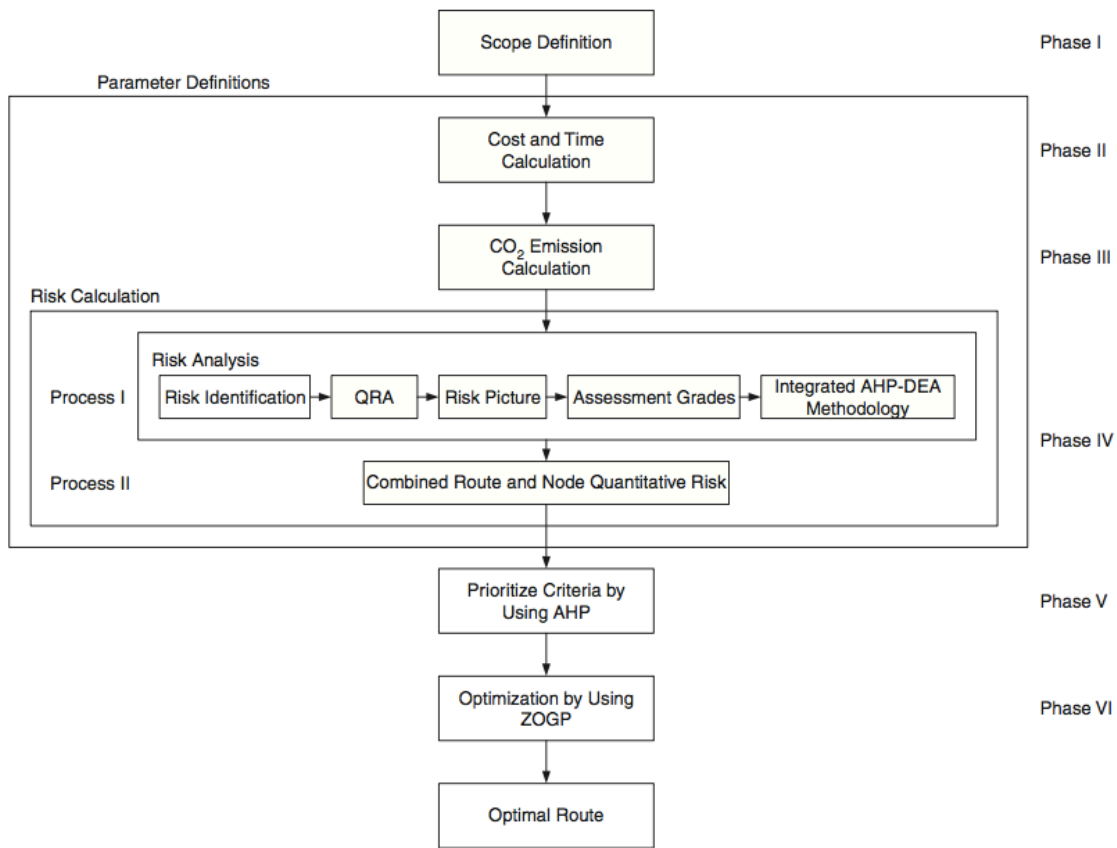 Scope Definition
Phase I
Parameter Definitions
Cost and Time
Calculation
Phase II
CO₂ Emission
Calculation
Phase III
Risk Calculation
Risk Analysis
Process I
Risk Identification
QRA
Risk Picture
Assessment Grades
Integrated AHP-DEA
Methodology
Phase IV
Process II
Combined Route and Node Quantitative Risk
Prioritize Criteria by
Using AHP
Phase V
Optimization by Using
ZOGP
Phase VI
Optimal Route